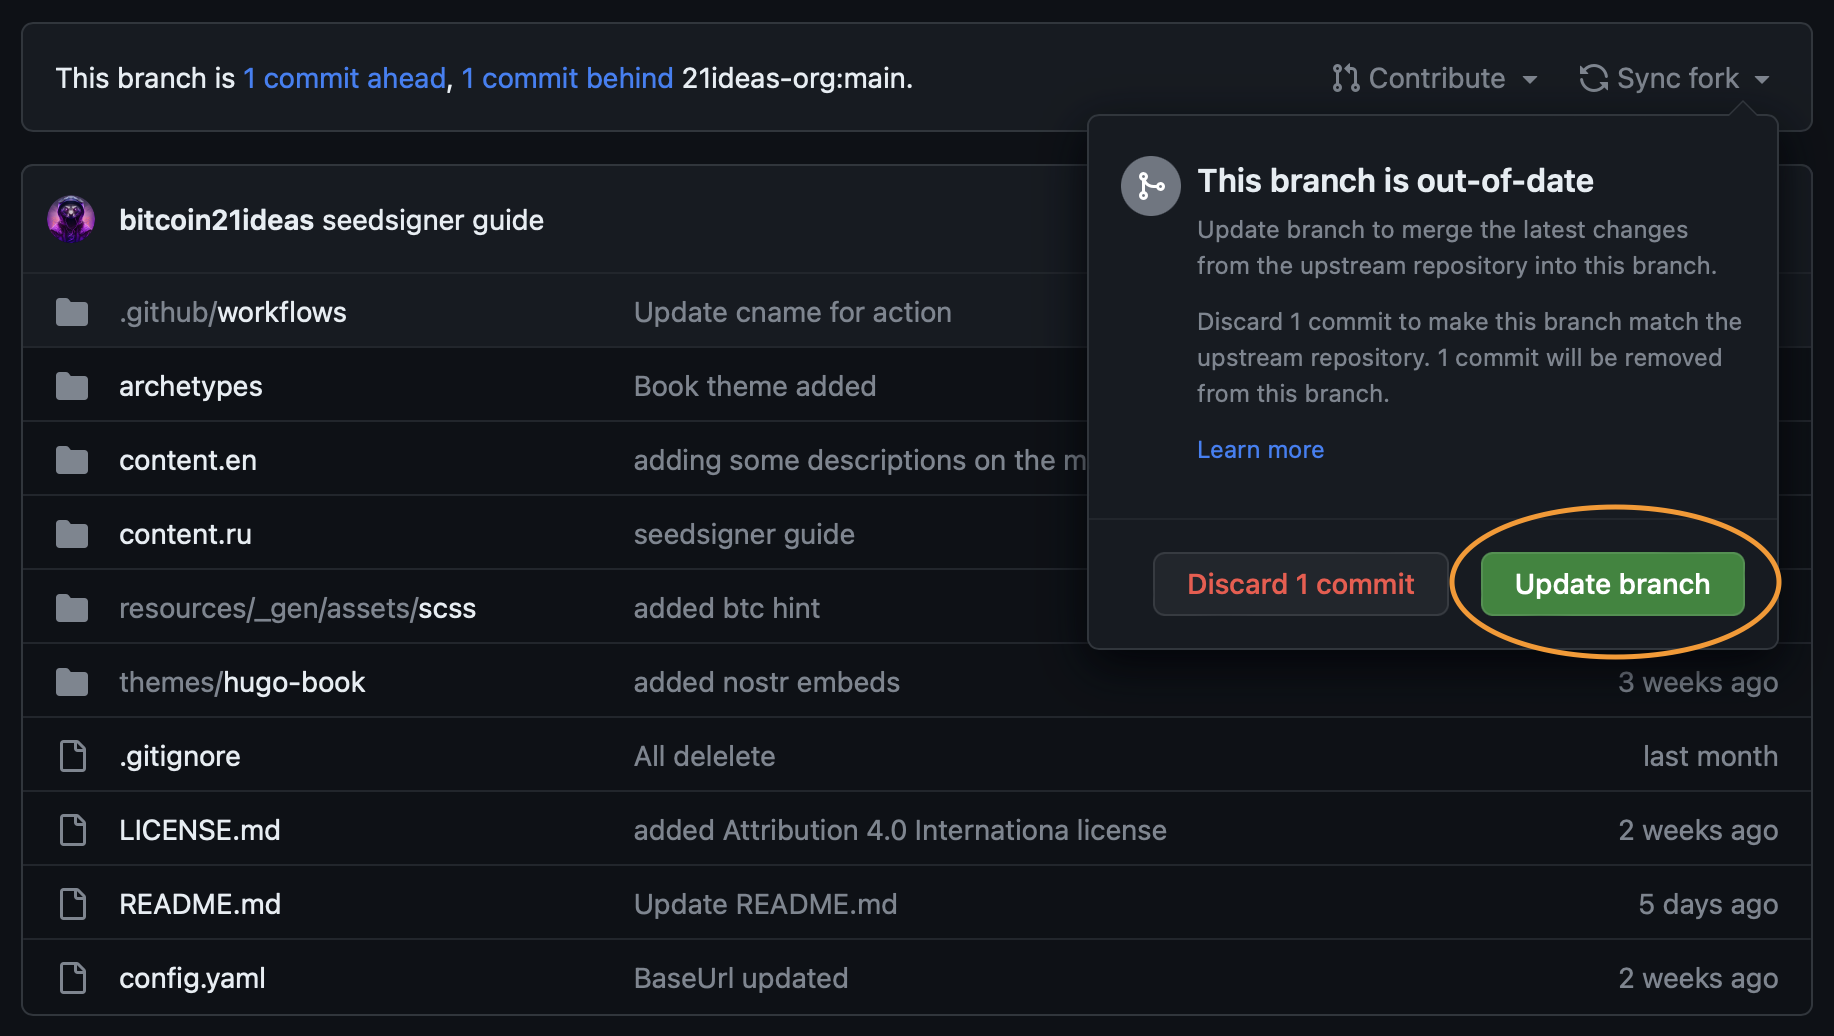 This branch is 1 commit ahead, 1 commit behind 21ideas-org:main.
Contribute
Sync fork
This branch is out-of-date
Update branch to merge the latest changes
from the upstream repository into this branch.
Discard 1 commit to make this branch match the
upstream repository. 1 commit will be removed
from this branch.
Learn more
Discard 1 commit
Update branch
bitcoin21ideas seedsigner guide
.github/workflows Update cname for action
archetypes Book theme added
content.en adding some descriptions on the m
content.ru seedsigner guide
resources/_gen/assets/scss added btc hint
themes/hugo-book added nostr embeds 3 weeks ago
.gitignore All delelete last month
LICENSE.md added Attribution 4.0 Internationa license 2 weeks ago
README.md Update README.md 5 days ago
config.yaml BaseUrl updated 2 weeks ago